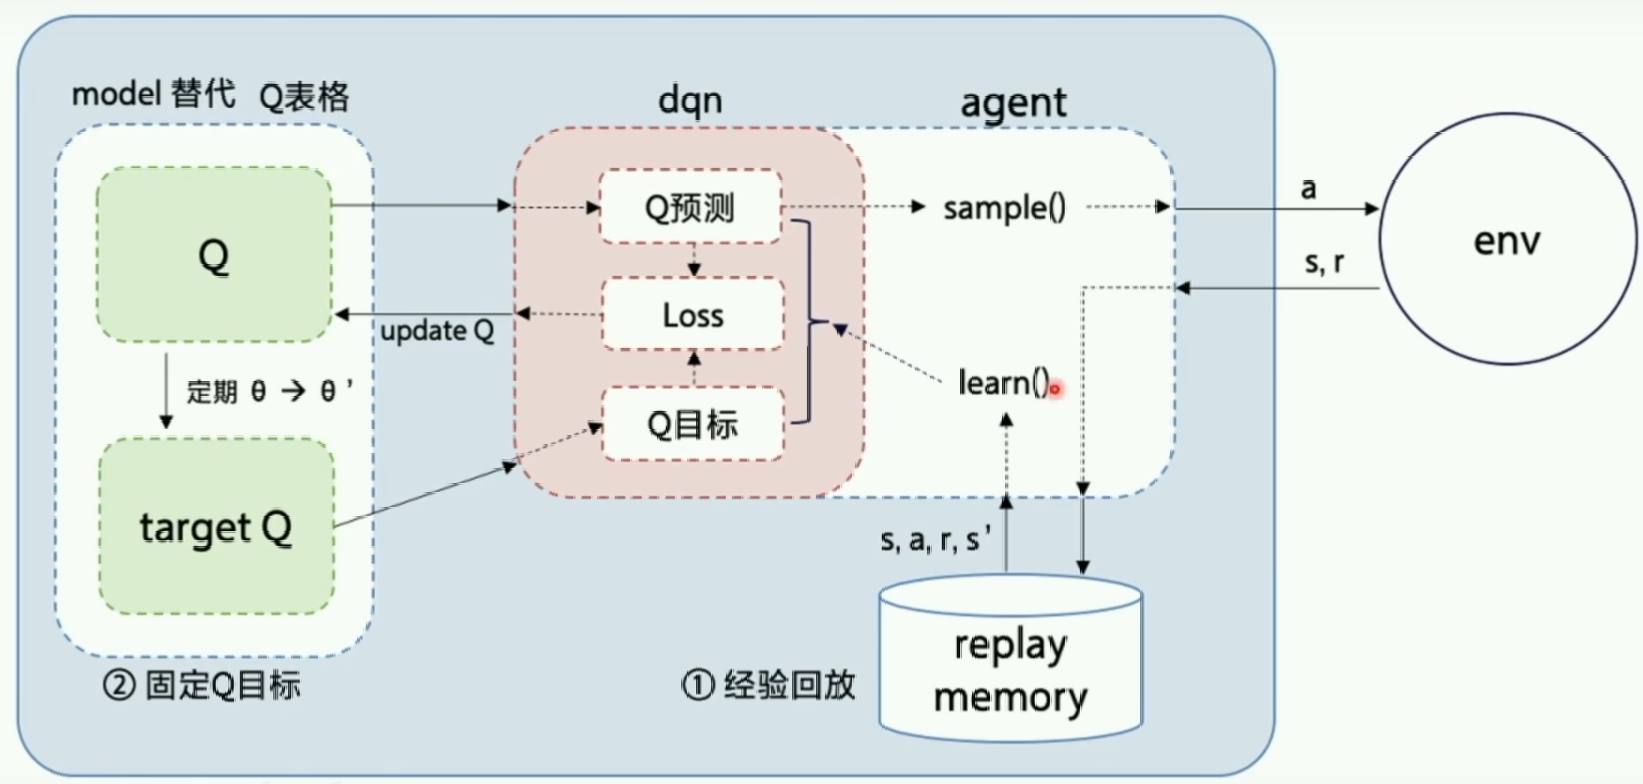 model 替代 Q表格
dqn
agent
Q
Q预测
sample()
a
env
s, r
Loss
update Q
定期 θ → θ’
learn()
Q目标
target Q
s, a, r, s’
replay
memory
② 固定Q目标
① 经验回放